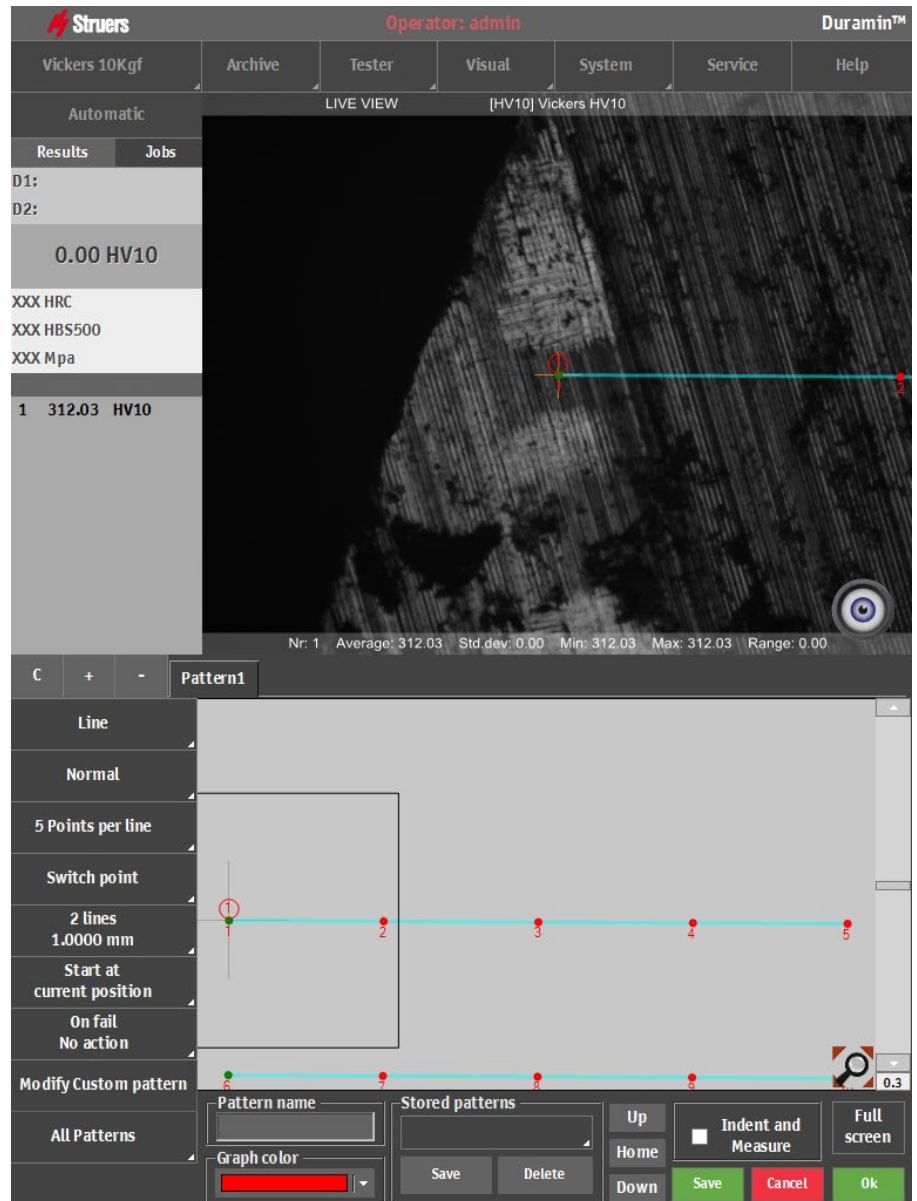 Struers
Operator: admin
Duramin™
Vickers 10Kgf
Archive
Tester
Visual
System
Service
Help
Automatic
LIVE VIEW
[HV10] Vickers HV10
Results
Jobs
D1:
D2:
0.00 HV10
XXX HRC
XXX HBS500
XXX Mpa
1 312.03 HV10
1
1
2
Nr: 1 Average: 312.03 Std.dev: 0.00 Min: 312.03 Max: 312.03 Range: 0.00
C
+
-
Pattern1
Line
Normal
5 Points per line
Switch point
2 lines
1.0000 mm
Start at
current position
On fail
No action
Modify Custom pattern
All Patterns
1
1
2
3
4
5
6
7
8
9
0.3
Pattern name
Graph color
Stored patterns
Save
Delete
Up
Home
Down
Indent and
Measure
Full
screen
Save
Cancel
Ok